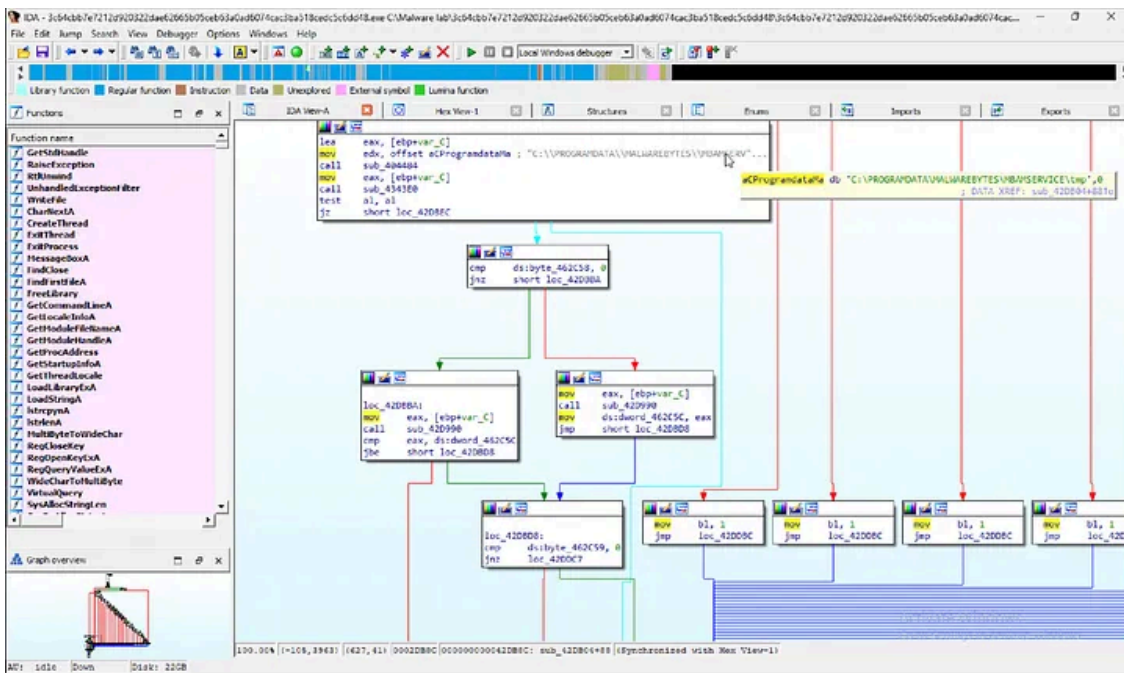 IDA - 3c64cbb7e7212d920322dae62665b05ceb63a0ad6074cac3ba518cedc5c6dd48.exe C:\Malware lab\3c64cbb7e7212d920322dae62665b05ceb63a0ad6074cac3ba518cedc5c6dd48\3c64cbb7e7212d920322dae62665b05ceb63a0ad6074cac...
File Edit Jump Search View Debugger Options Windows Help
Local Windows debugger
Library function Regular function Instruction Data Unexplored External symbol Lumina function
Functions
IDA View-A Hex View-1 Structures Enums Imports Exports
Function name
GetStdHandle
RaiseException
RtlUnwind
UnhandledExceptionFilter
WriteFile
CharNextA
CreateThread
ExitThread
ExitProcess
MessageBoxA
FindClose
FindFirstFileA
FreeLibrary
GetCommandLineA
GetLocaleInfoA
GetModuleFileNameA
GetModuleHandleA
GetProcAddress
GetStartupInfoA
GetThreadLocale
LoadLibraryExA
LoadStringA
lstrcpynA
lstrlenA
MultiByteToWideChar
RegCloseKey
RegOpenKeyExA
RegQueryValueExA
WideCharToMultiByte
VirtualQuery
SysAllocStringLen
Graph overview
lea eax, [ebp+var_C]
mov edx, offset aCProgramdataMa ; "C:\\PROGRAMDATA\\MALWAREBYTES\\MBAMSERV"...
call sub_404484
mov eax, [ebp+var_C]
call sub_4543E0
test al, al
jz short loc_42DBEC
aCProgramdataMa db "C:\PROGRAMDATA\MALWAREBYTES\MBAMSERVICE\tmp",0
; DATA XREF: sub_42DB04+88↑o
cmp ds:byte_462C58, 0
jnz short loc_42DBBA
loc_42DBBA:
mov eax, [ebp+var_C]
call sub_42D990
cmp eax, ds:dword_462C5C
jbe short loc_42DBD8
mov eax, [ebp+var_C]
call sub_42D990
mov ds:dword_462C5C, eax
jmp short loc_42DBD8
loc_42DBD8:
cmp ds:byte_462C59, 0
jnz loc_42DDC7
mov bl, 1
jmp loc_42DDBC
mov bl, 1
jmp loc_42DDBC
mov bl, 1
jmp loc_42DDBC
mov bl, 1
jmp loc_42D
Activate Windows
100.00% (-105,3963) (627,41) 0002DB8C 000000000042DB8C: sub_42DB04+88 (Synchronized with Hex View-1)
AU: idle Down Disk: 22GB